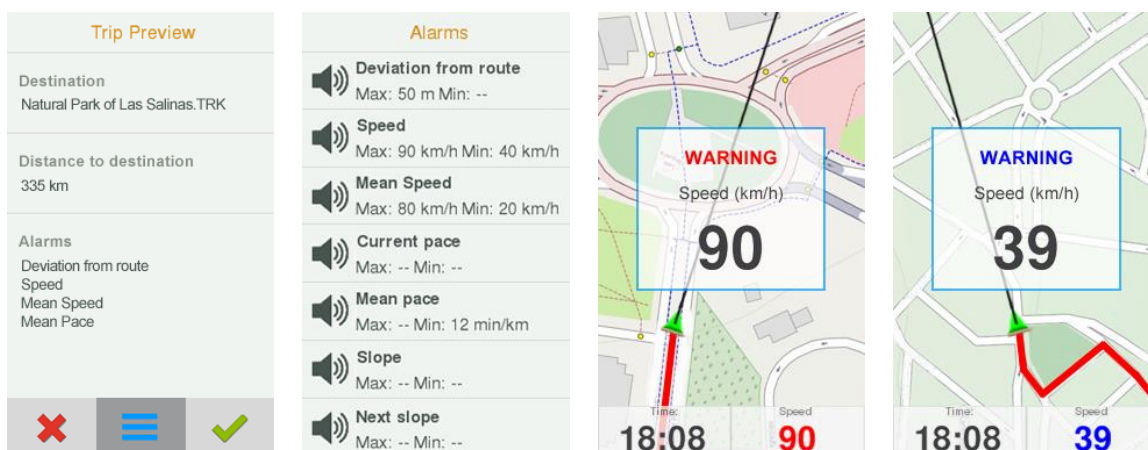 Trip Preview
Destination
Natural Park of Las Salinas.TRK
Distance to destination
335 km
Alarms
Deviation from route
Speed
Mean Speed
Mean Pace
Alarms
Deviation from route
Max: 50 m Min: --
Speed
Max: 90 km/h Min: 40 km/h
Mean Speed
Max: 80 km/h Min: 20 km/h
Current pace
Max: -- Min: --
Mean pace
Max: -- Min: 12 min/km
Slope
Max: -- Min: --
Next slope
Max: -- Min: --
WARNING
Speed (km/h)
90
Time:
Speed
18:08
90
WARNING
Speed (km/h)
39
Time:
Speed
18:08
39